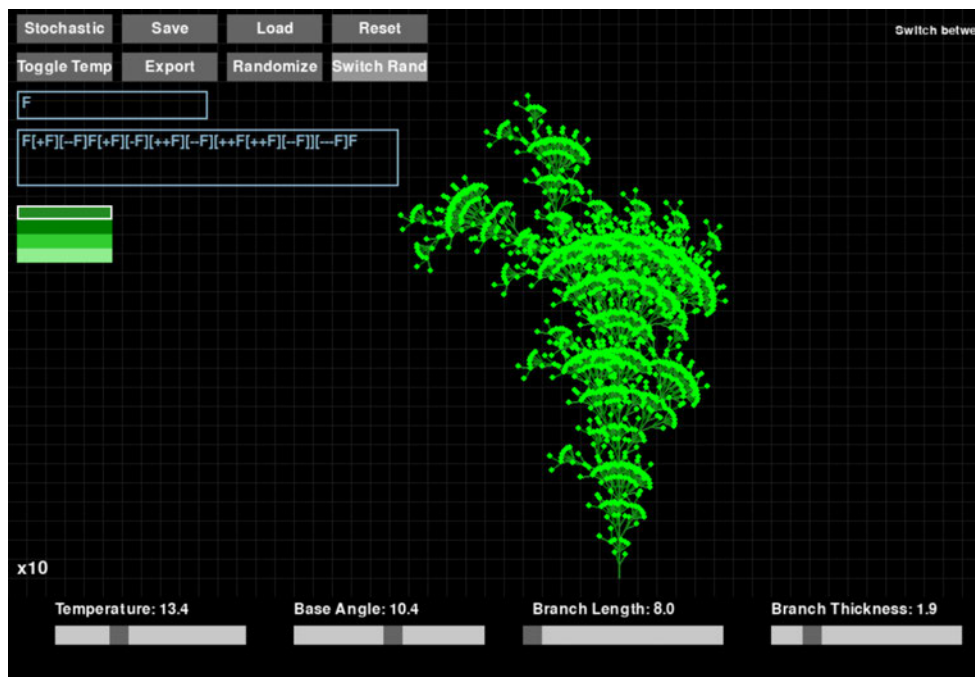 Stochastic Save Load Reset
Switch betwe
Toggle Temp Export Randomize Switch Rand
F
F[+F][--F]F[+F][-F][++F][--F][++F[++F][--F]][---F]F
x10
Temperature: 13.4 Base Angle: 10.4 Branch Length: 8.0 Branch Thickness: 1.9